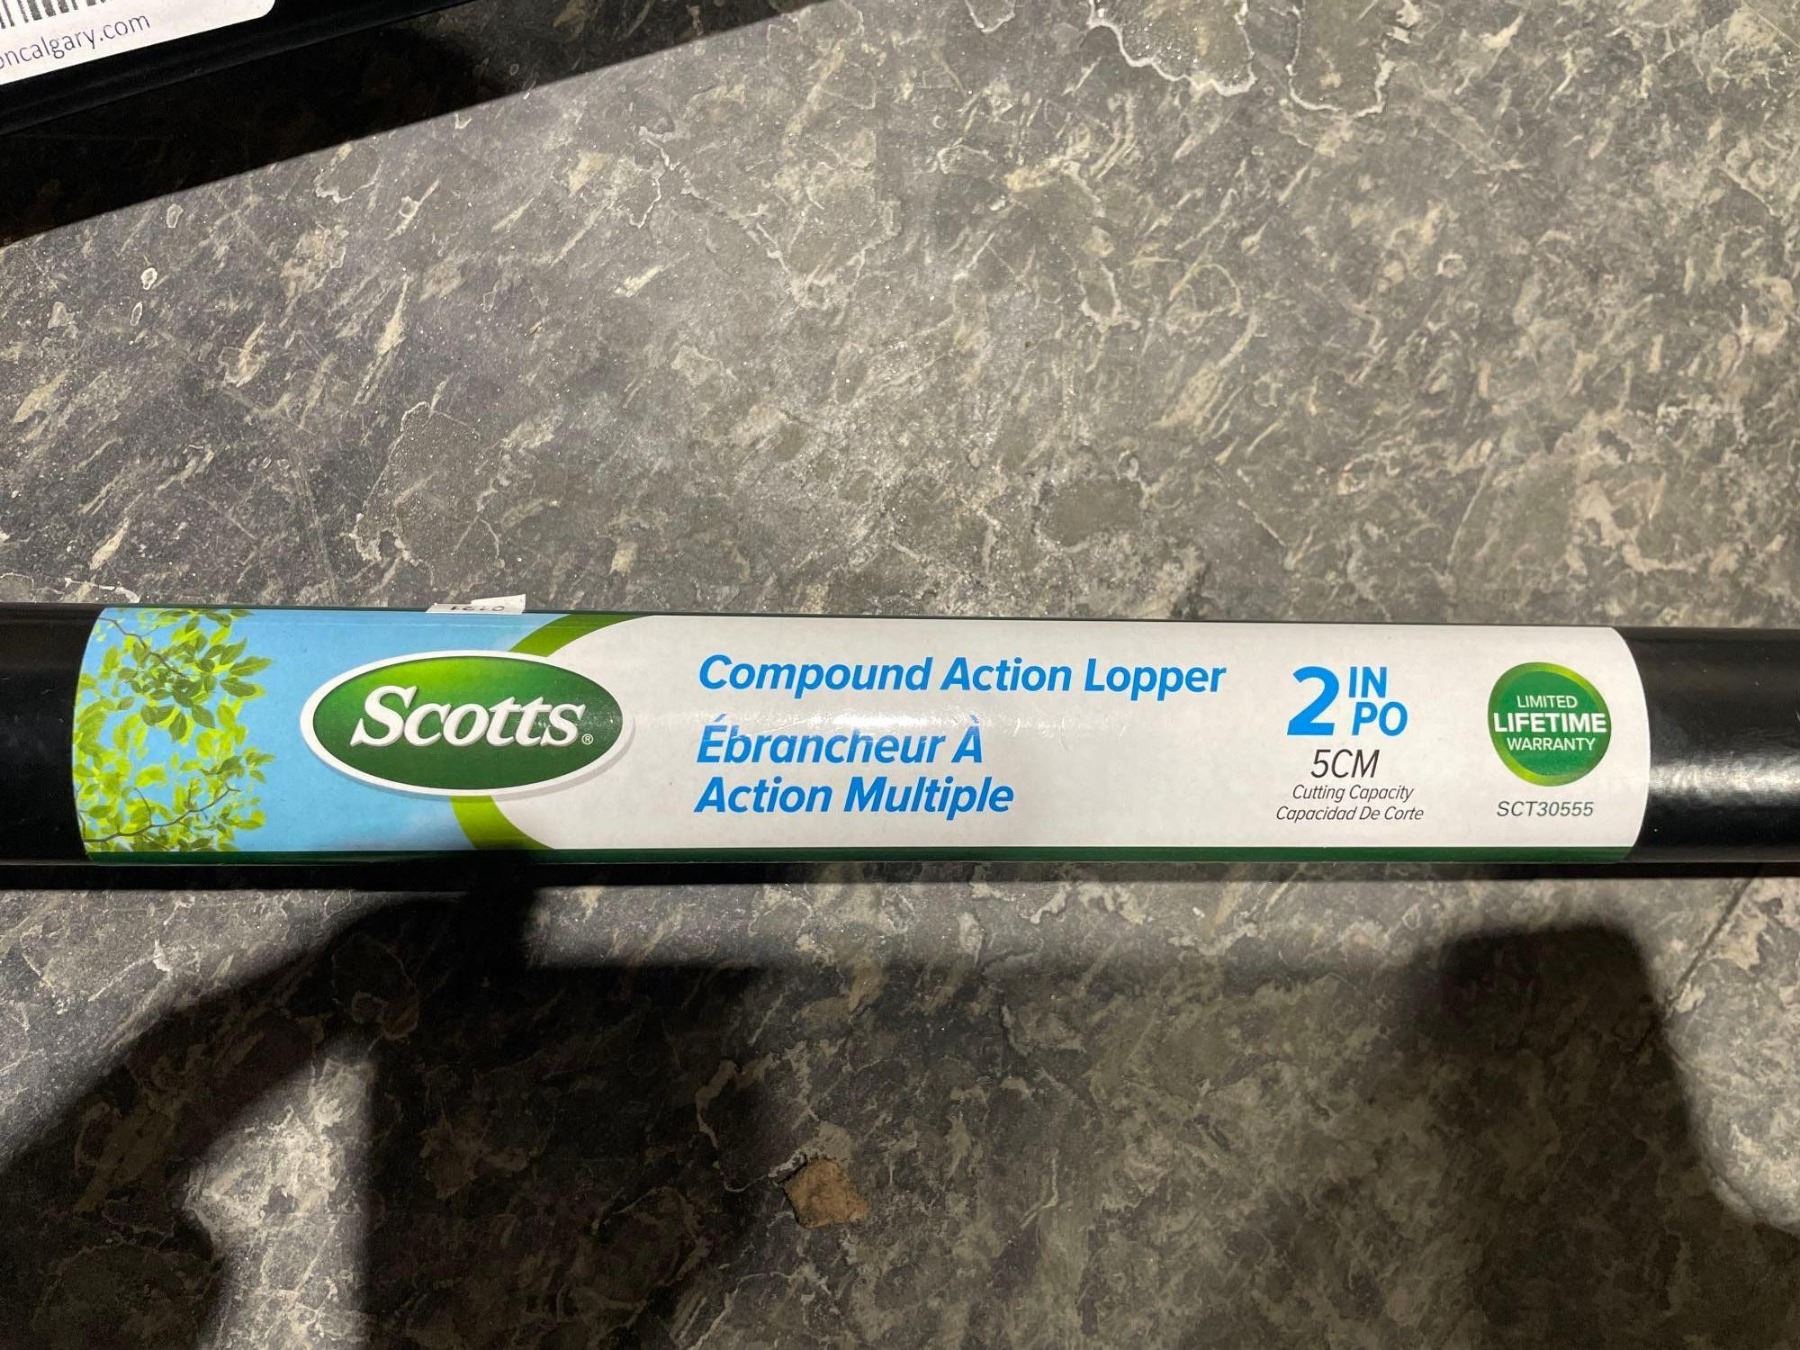 oncalgary.com
Scotts®
Compound Action Lopper
Ébrancheur À
Action Multiple
2 IN
PO
5CM
Cutting Capacity
Capacidad De Corte
LIMITED
LIFETIME
WARRANTY
SCT30555